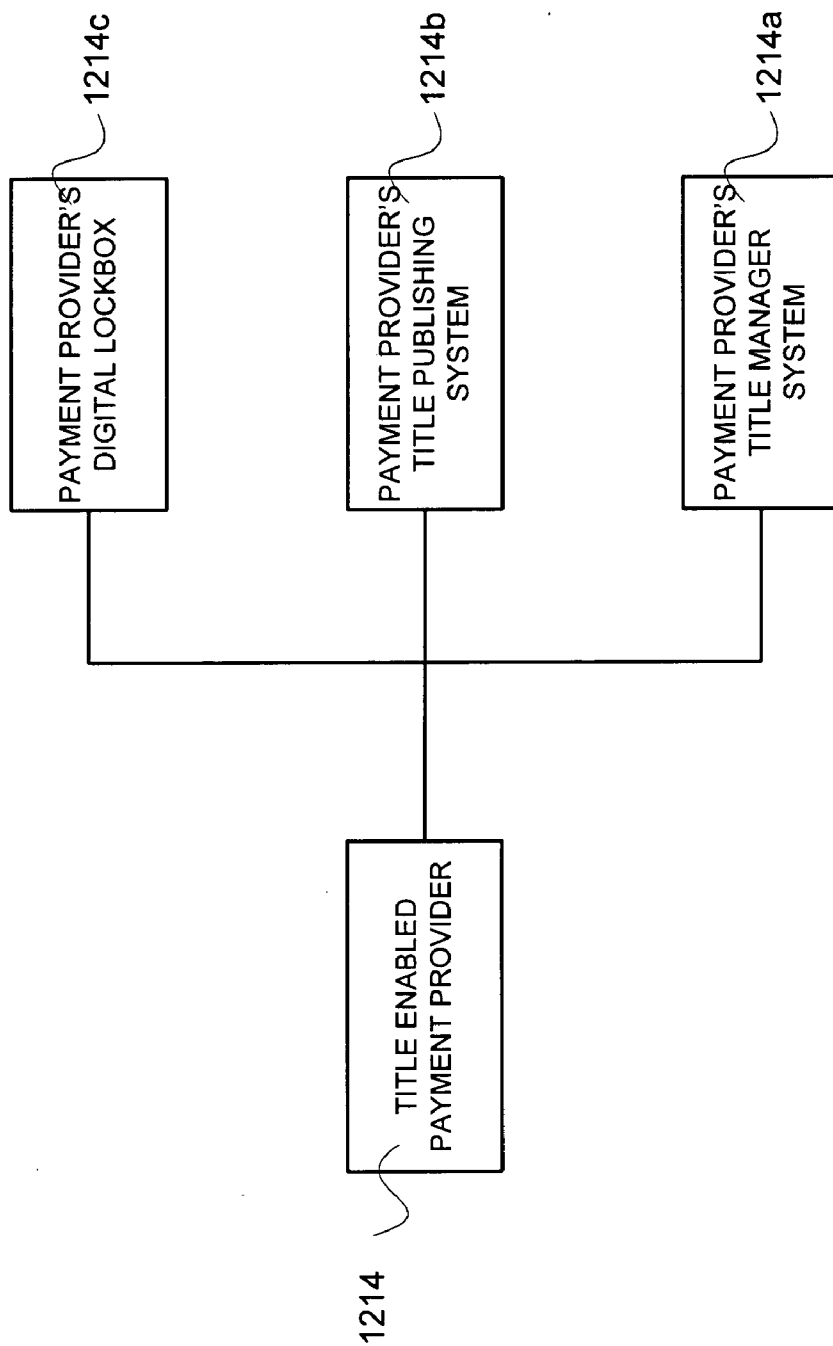 1214
TITLE ENABLED
PAYMENT PROVIDER
PAYMENT PROVIDER'S
DIGITAL LOCKBOX
1214c
PAYMENT PROVIDER'S
TITLE PUBLISHING
SYSTEM
1214b
PAYMENT PROVIDER'S
TITLE MANAGER
SYSTEM
1214a